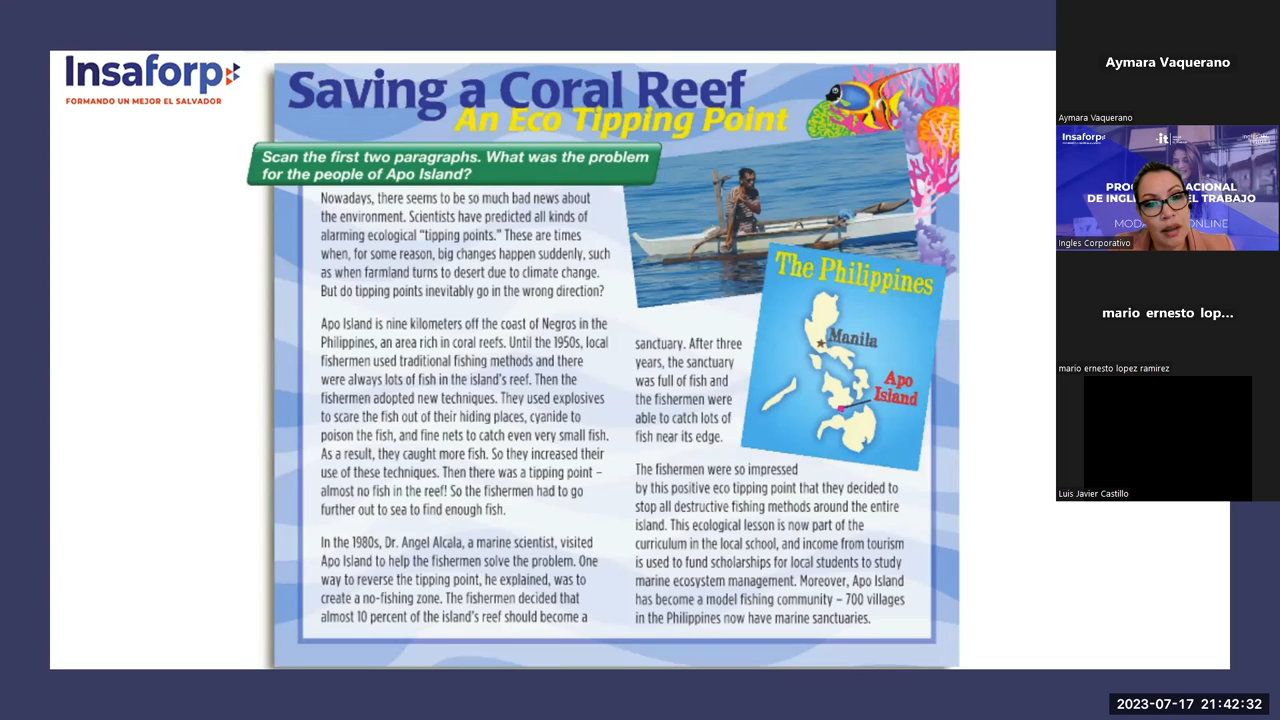 Insaforp
FORMANDO UN MEJOR EL SALVADOR
Saving a Coral Reef
An Eco Tipping Point
Scan the first two paragraphs. What was the problem
for the people of Apo Island?
Nowadays, there seems to be so much bad news about
the environment. Scientists have predicted all kinds of
alarming ecological “tipping points.” These are times
when, for some reason, big changes happen suddenly, such
as when farmland turns to desert due to climate change.
But do tipping points inevitably go in the wrong direction?
Apo Island is nine kilometers off the coast of Negros in the
Philippines, an area rich in coral reefs. Until the 1950s, local
fishermen used traditional fishing methods and there
were always lots of fish in the island's reef. Then the
fishermen adopted new techniques. They used explosives
to scare the fish out of their hiding places, cyanide to
poison the fish, and fine nets to catch even very small fish.
As a result, they caught more fish. So they increased their
use of these techniques. Then there was a tipping point –
almost no fish in the reef! So the fishermen had to go
further out to sea to find enough fish.
In the 1980s, Dr. Angel Alcala, a marine scientist, visited
Apo Island to help the fishermen solve the problem. One
way to reverse the tipping point, he explained, was to
create a no-fishing zone. The fishermen decided that
almost 10 percent of the island's reef should become a
sanctuary. After three
years, the sanctuary
was full of fish and
the fishermen were
able to catch lots of
fish near its edge.
The Philippines
Manila
Apo
Island
The fishermen were so impressed
by this positive eco tipping point that they decided to
stop all destructive fishing methods around the entire
island. This ecological lesson is now part of the
curriculum in the local school, and income from tourism
is used to fund scholarships for local students to study
marine ecosystem management. Moreover, Apo Island
has become a model fishing community – 700 villages
in the Philippines now have marine sanctuaries.
Aymara Vaquerano
Aymara Vaquerano
Insaforp
Ingles Corporativo
mario ernesto lop...
mario ernesto lopez ramirez
Luis Javier Castillo
2023-07-17 21:42:32